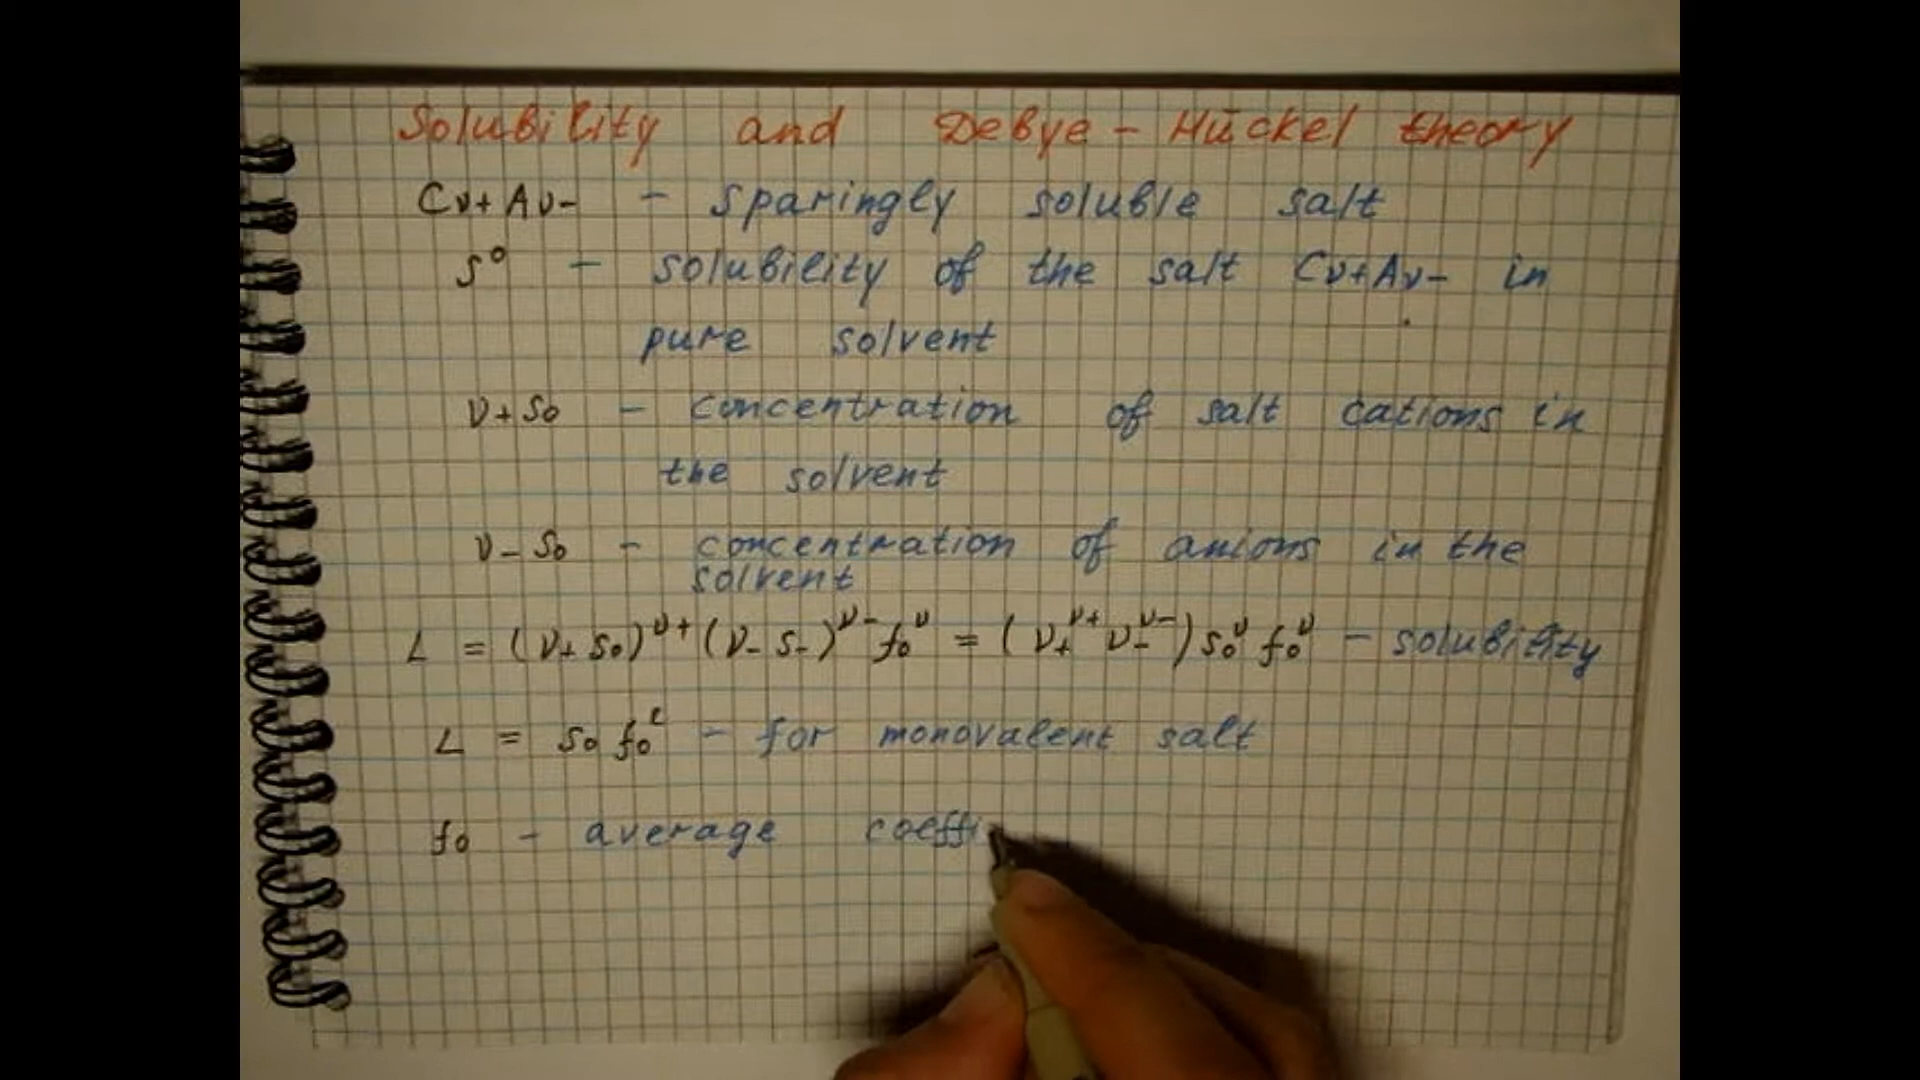 Solubility and Debye - Hückel theory
Cν+Aν- - sparingly soluble salt
s⁰ - solubility of the salt Cν+Aν- in
pure solvent
ν+s₀ - concentration of salt cations in
the solvent
ν-s₀ - concentration of anions in the
solvent
L = (ν₊s₀)^ν+ (ν₋s₋)^ν- f₀^ν = (ν₊^ν+ ν₋^ν-) s₀^ν f₀^ν - solubility
L = s₀ f₀² - for monovalent salt
f₀ - average coeffi